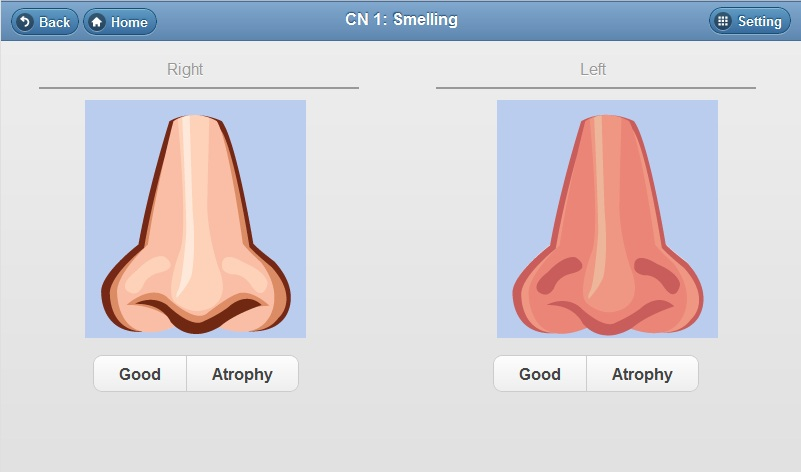 Back Home CN 1: Smelling Setting
Right Left
Good Atrophy Good Atrophy